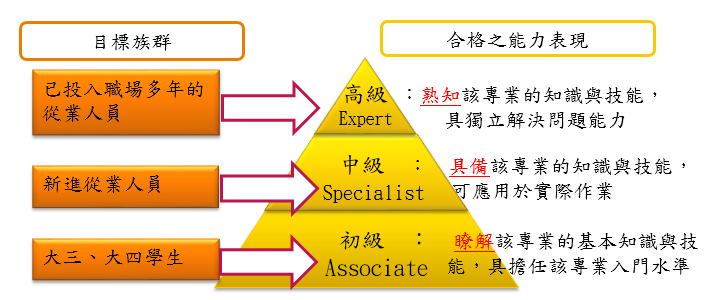 目標族群
合格之能力表現
已投入職場多年的
從業人員
高級
Expert
：熟知該專業的知識與技能，
具獨立解決問題能力
新進從業人員
中級
Specialist
：具備該專業的知識與技能，
可應用於實際作業
大三、大四學生
初級
Associate
：瞭解該專業的基本知識與技
能，具擔任該專業入門水準